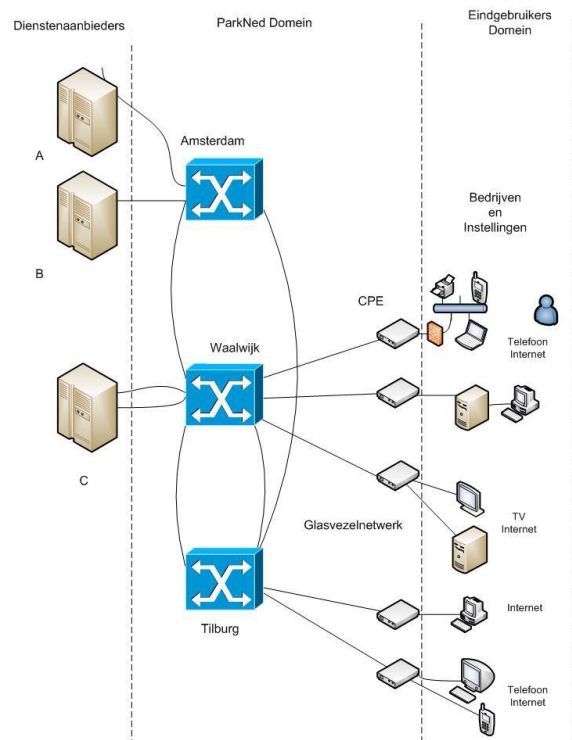 Dienstenaanbieders
ParkNed Domein
Eindgebruikers
Domein
A
Amsterdam
B
Bedrijven
en
Instellingen
CPE
Waalwijk
Telefoon
Internet
C
Glasvezelnetwerk
TV
Internet
Internet
Tilburg
Telefoon
Internet